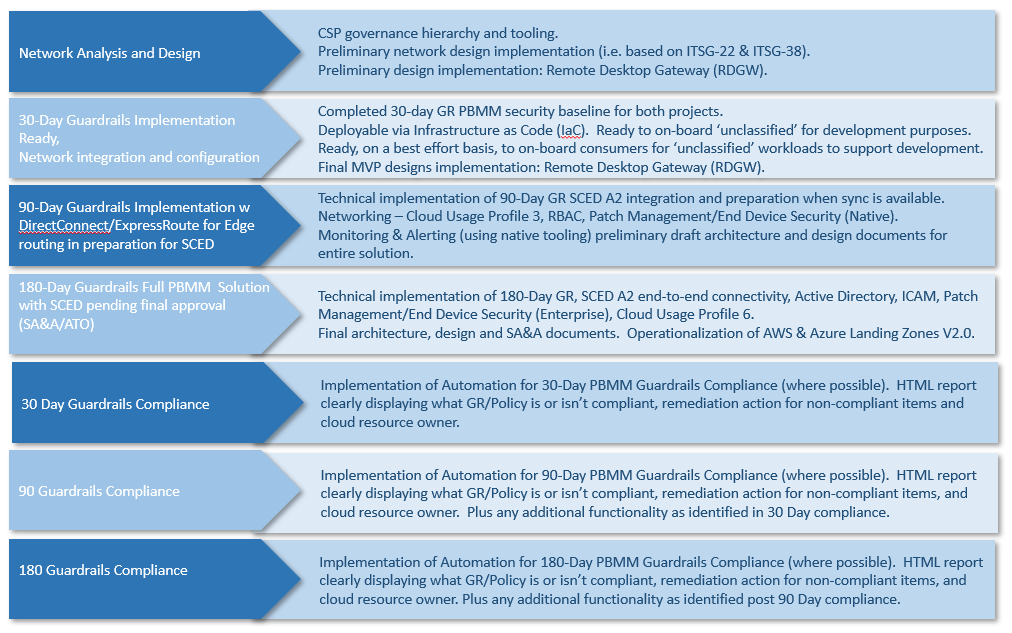 Network Analysis and Design
CSP governance hierarchy and tooling.
Preliminary network design implementation (i.e. based on ITSG-22 & ITSG-38).
Preliminary design implementation: Remote Desktop Gateway (RDGW).
30-Day Guardrails Implementation
Ready,
Network integration and configuration
Completed 30-day GR PBMM security baseline for both projects.
Deployable via Infrastructure as Code (IaC).  Ready to on-board ‘unclassified’ for development purposes.
Ready, on a best effort basis, to on-board consumers for ‘unclassified’ workloads to support development.
Final MVP designs implementation: Remote Desktop Gateway (RDGW).
90-Day Guardrails Implementation w
DirectConnect/ExpressRoute for Edge
routing in preparation for SCED
Technical implementation of 90-Day GR SCED A2 integration and preparation when sync is available.
Networking – Cloud Usage Profile 3, RBAC, Patch Management/End Device Security (Native).
Monitoring & Alerting (using native tooling) preliminary draft architecture and design documents for
entire solution.
180-Day Guardrails Full PBMM  Solution
with SCED pending final approval
(SA&A/ATO)
Technical implementation of 180-Day GR, SCED A2 end-to-end connectivity, Active Directory, ICAM, Patch
Management/End Device Security (Enterprise), Cloud Usage Profile 6.
Final architecture, design and SA&A documents.  Operationalization of AWS & Azure Landing Zones V2.0.
30 Day Guardrails Compliance
Implementation of Automation for 30-Day PBMM Guardrails Compliance (where possible).  HTML report
clearly displaying what GR/Policy is or isn’t compliant, remediation action for non-compliant items and
cloud resource owner.
90 Guardrails Compliance
Implementation of Automation for 90-Day PBMM Guardrails Compliance (where possible).  HTML report
clearly displaying what GR/Policy is or isn’t compliant, remediation action for non-compliant items, and
cloud resource owner.  Plus any additional functionality as identified in 30 Day compliance.
180 Guardrails Compliance
Implementation of Automation for 180-Day PBMM Guardrails Compliance (where possible).  HTML report
clearly displaying what GR/Policy is or isn’t compliant, remediation action for non-compliant items, and
cloud resource owner. Plus any additional functionality as identified post 90 Day compliance.